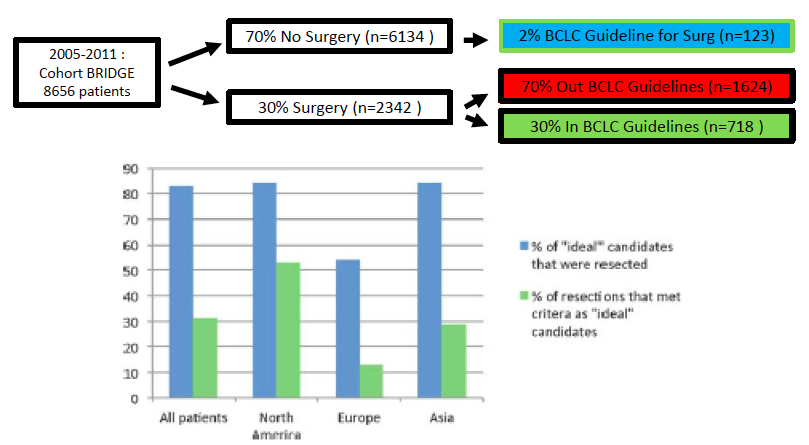 2005-2011 :
Cohort BRIDGE
8656 patients
70% No Surgery (n=6134 )
2% BCLC Guideline for Surg (n=123)
30% Surgery (n=2342 )
70% Out BCLC Guidelines (n=1624)
30% In BCLC Guidelines (n=718 )
90
80
70
60
50
40
30
20
10
0
All patients
North
America
Europe
Asia
% of "ideal" candidates
that were resected
% of resections that met
critera as "ideal"
candidates